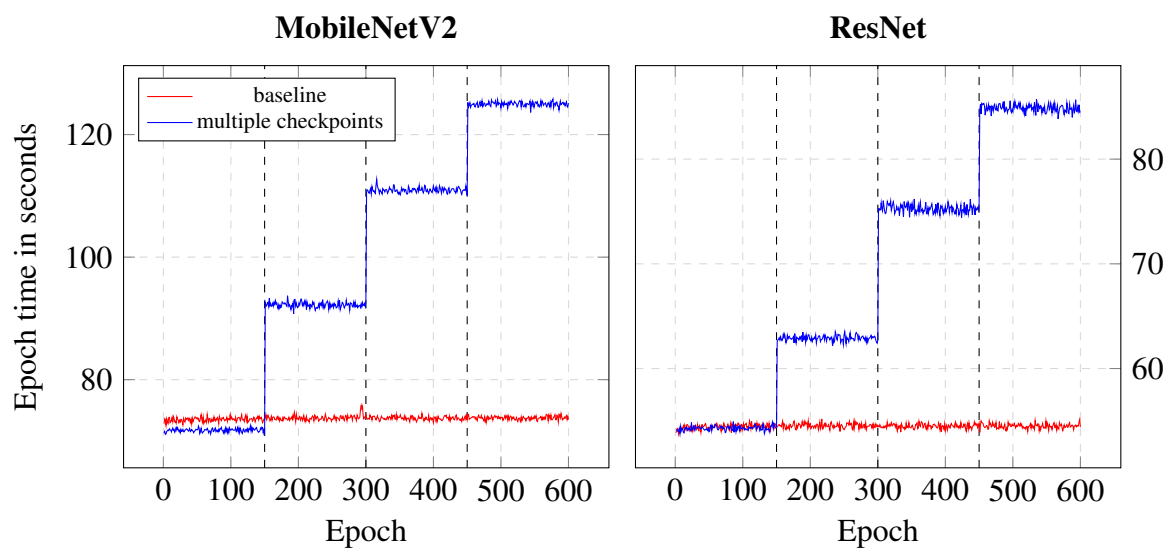 MobileNetV2
ResNet
baseline
multiple checkpoints
Epoch time in seconds
120
100
80
0 100 200 300 400 500 600
Epoch
80
70
60
0 100 200 300 400 500 600
Epoch